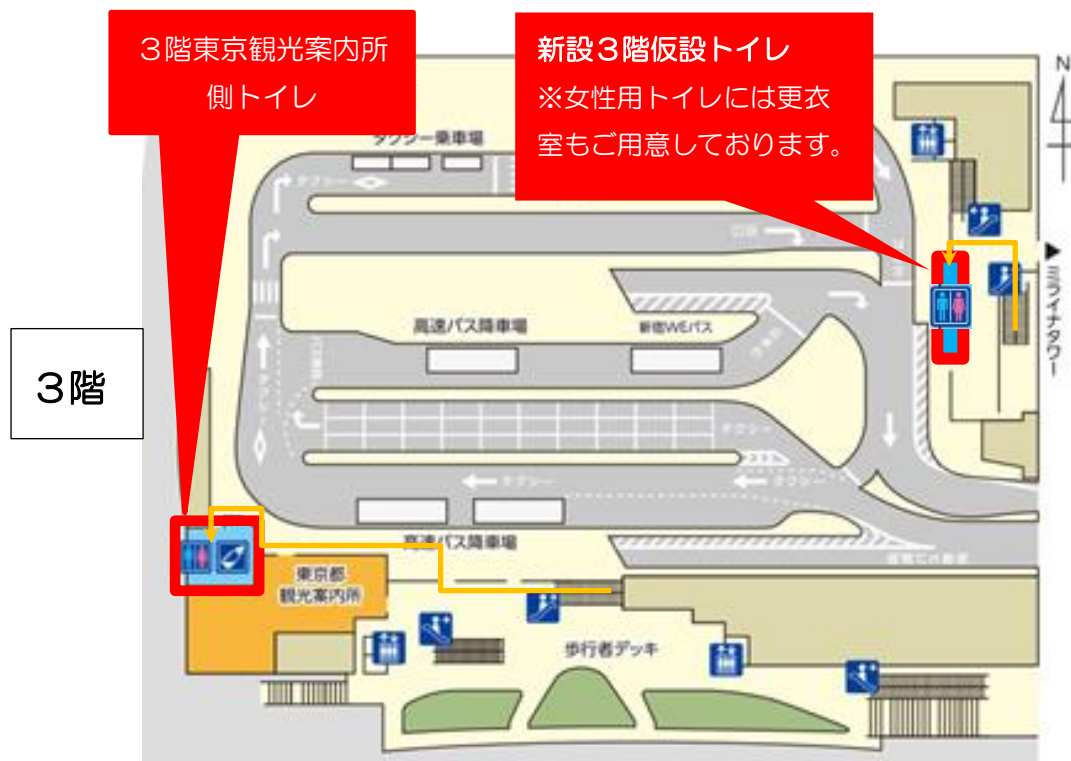 3階東京観光案内所
側トイレ
新設3階仮設トイレ
※女性用トイレには更衣
室もご用意しております。
N
タクシー乗車場
タクシー
▶ミライナタワー
高速バス降車場
新宿WEバス
3階
タクシー
タクシー
タクシー
高速バス降車場
東京都
観光案内所
歩行者デッキ